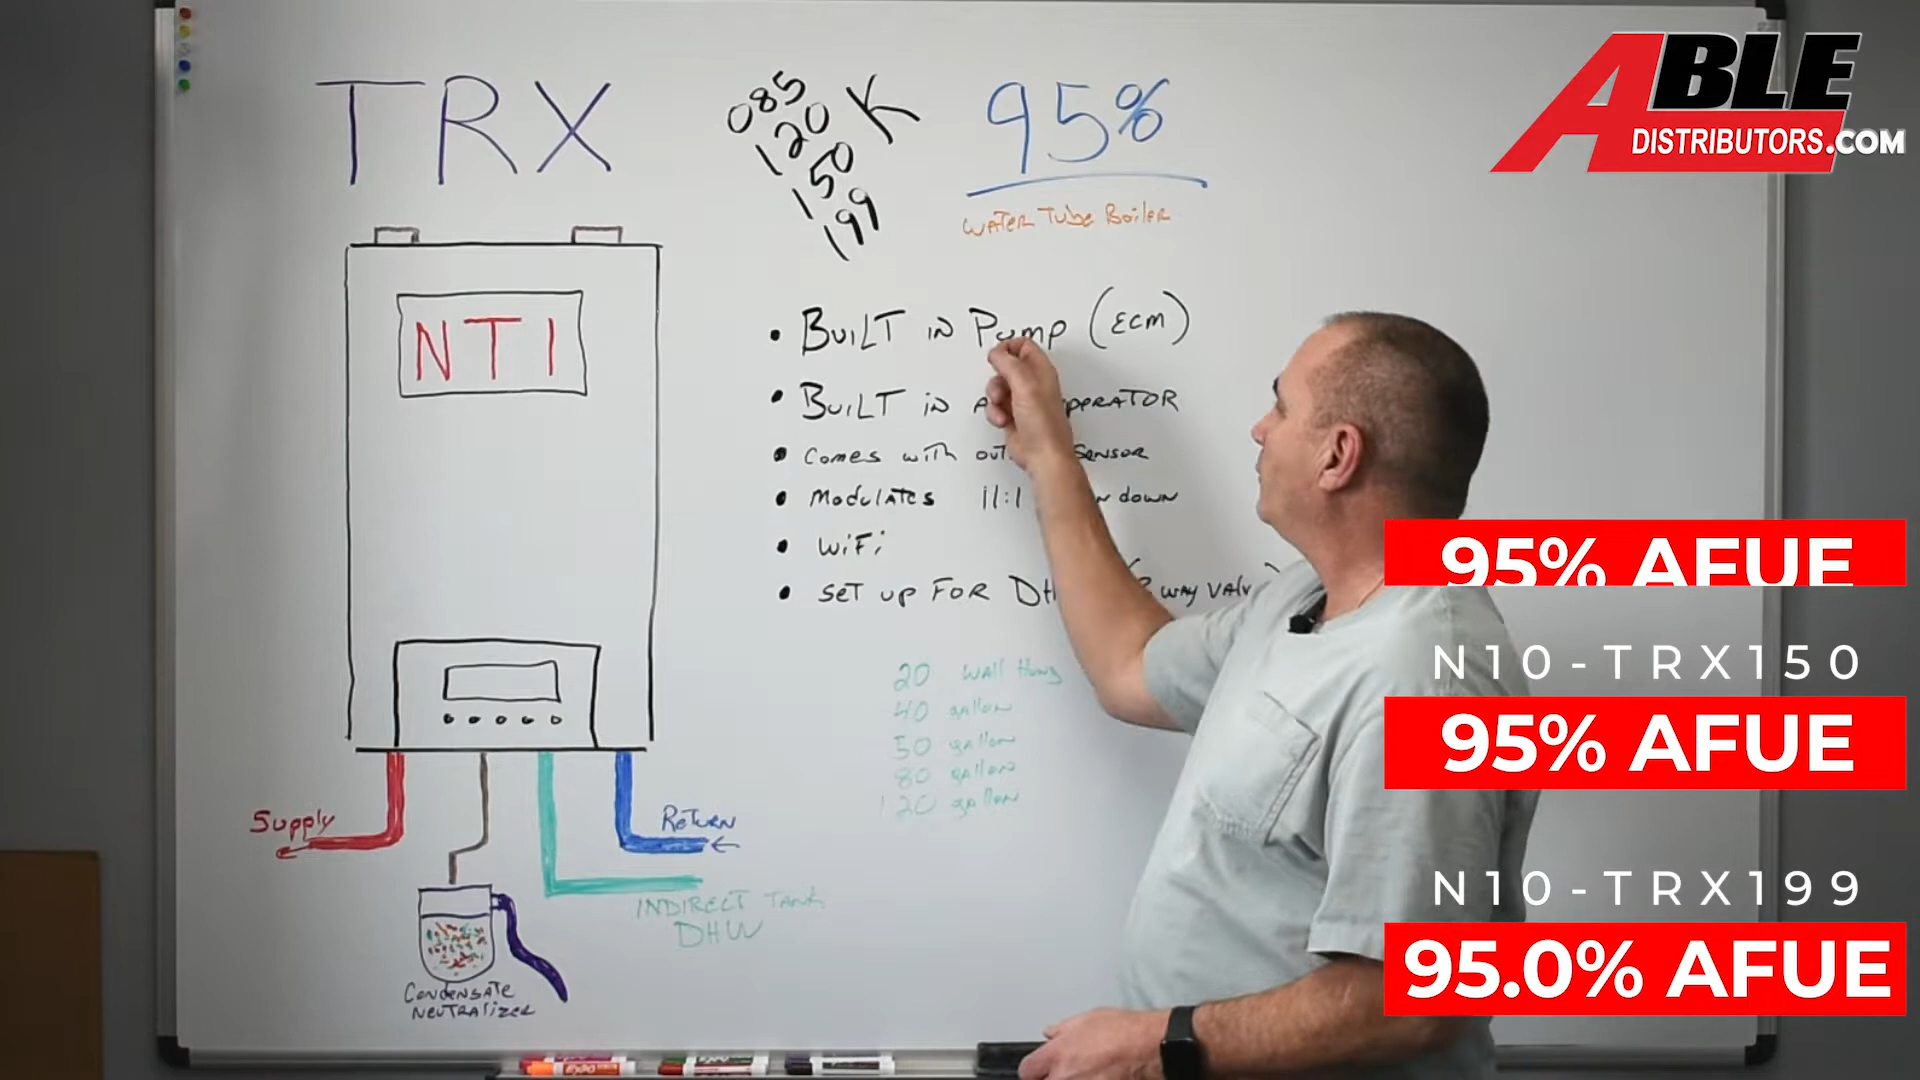 TRX
085
120
150
199
K
95%
WATER TUBE BOILER
ABLE
DISTRIBUTORS.COM
NTI
• BUILT IN PUMP (ECM)
• BUILT IN
• COMES WITH SENSOR
• MODULATES 11:1 DOWN
• WIFI
• SET UP FOR WAY
20 WALL HUNG
40 gallon
50 gallon
80 gallon
120 gallon
95% AFUE
N10-TRX150
95% AFUE
N10-TRX199
95.0% AFUE
Supply
RETURN
INDIRECT TANK
DHW
CONDENSATE
NEUTRALIZER
EXPO
EXPO